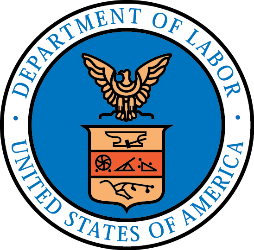 · DEPARTMENT OF LABOR ·
UNITED STATES OF AMERICA